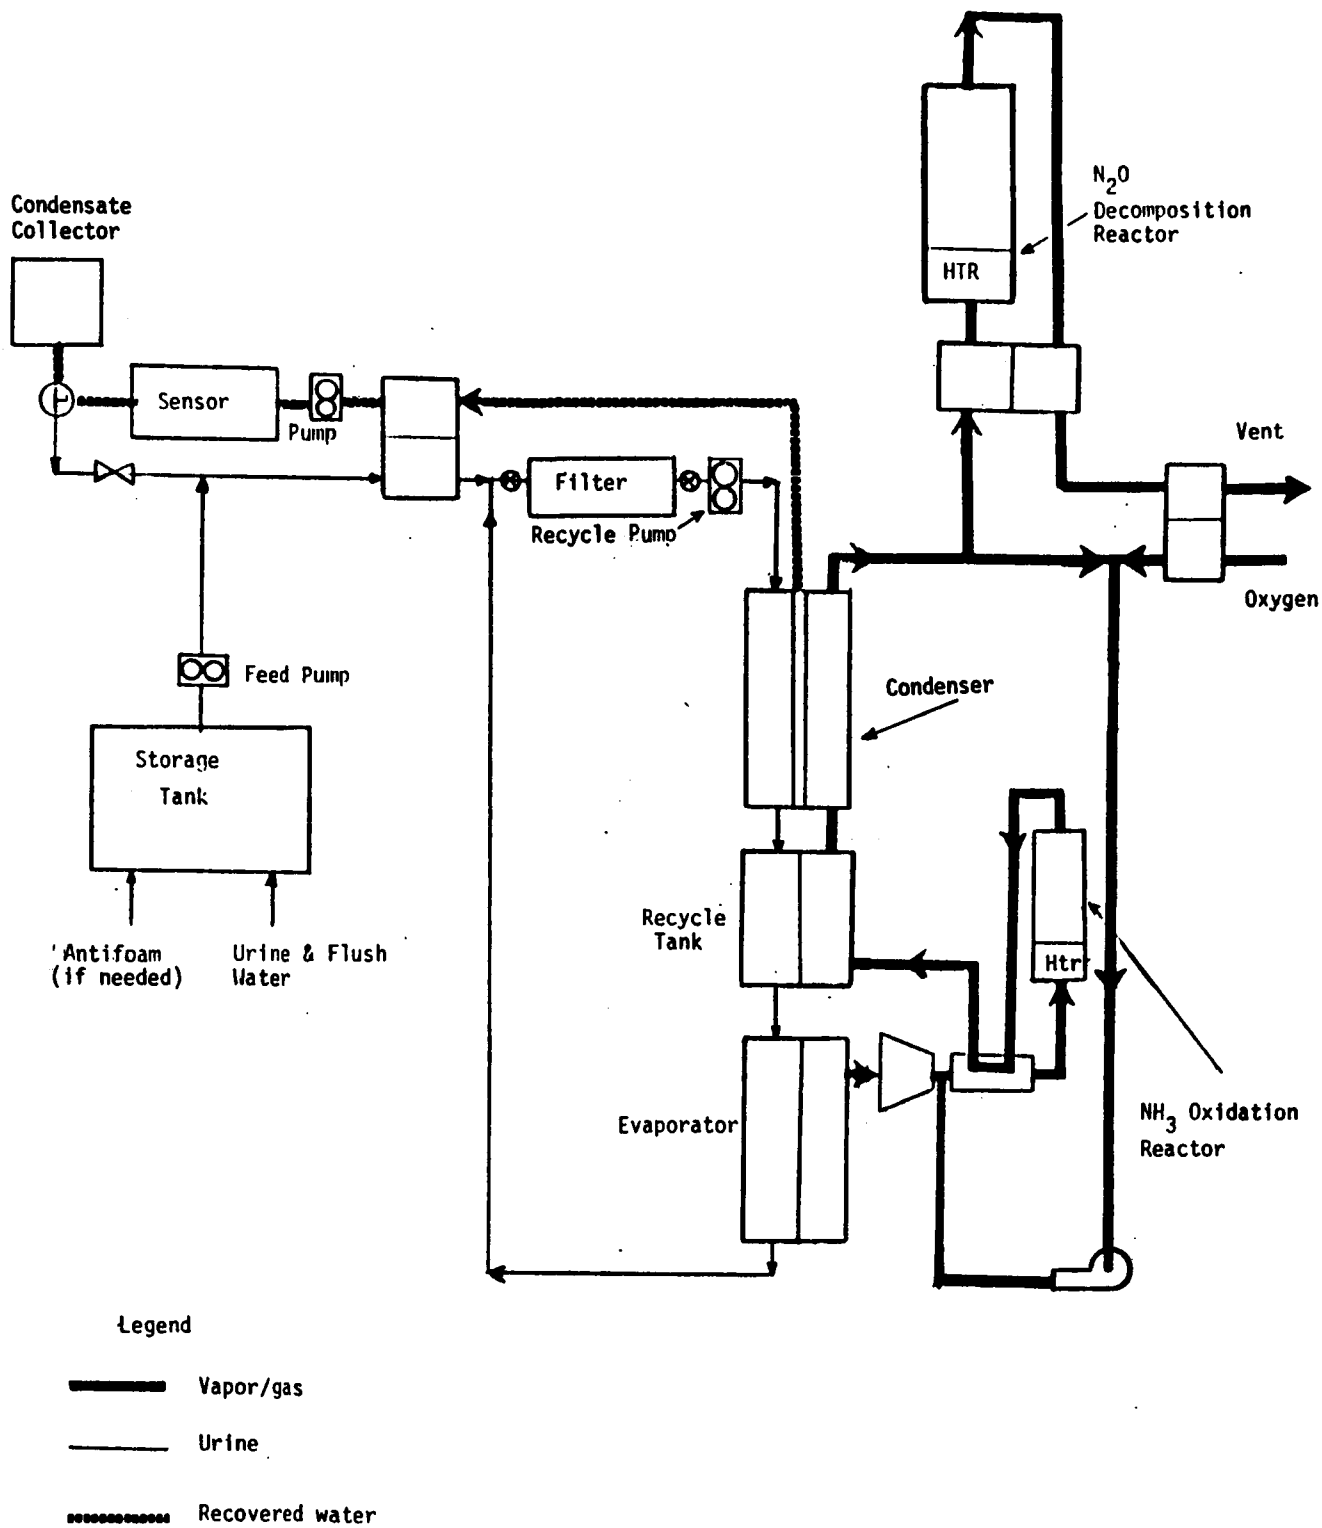 N2O
Decomposition
Reactor
HTR
Condensate
Collector
Sensor
Pump
Vent
Filter
Recycle Pump
Oxygen
Feed Pump
Condenser
Storage
Tank
Recycle
Tank
Antifoam
(if needed)
Urine & Flush
Water
Htr
Evaporator
NH3 Oxidation
Reactor
Legend
Vapor/gas
Urine
Recovered water